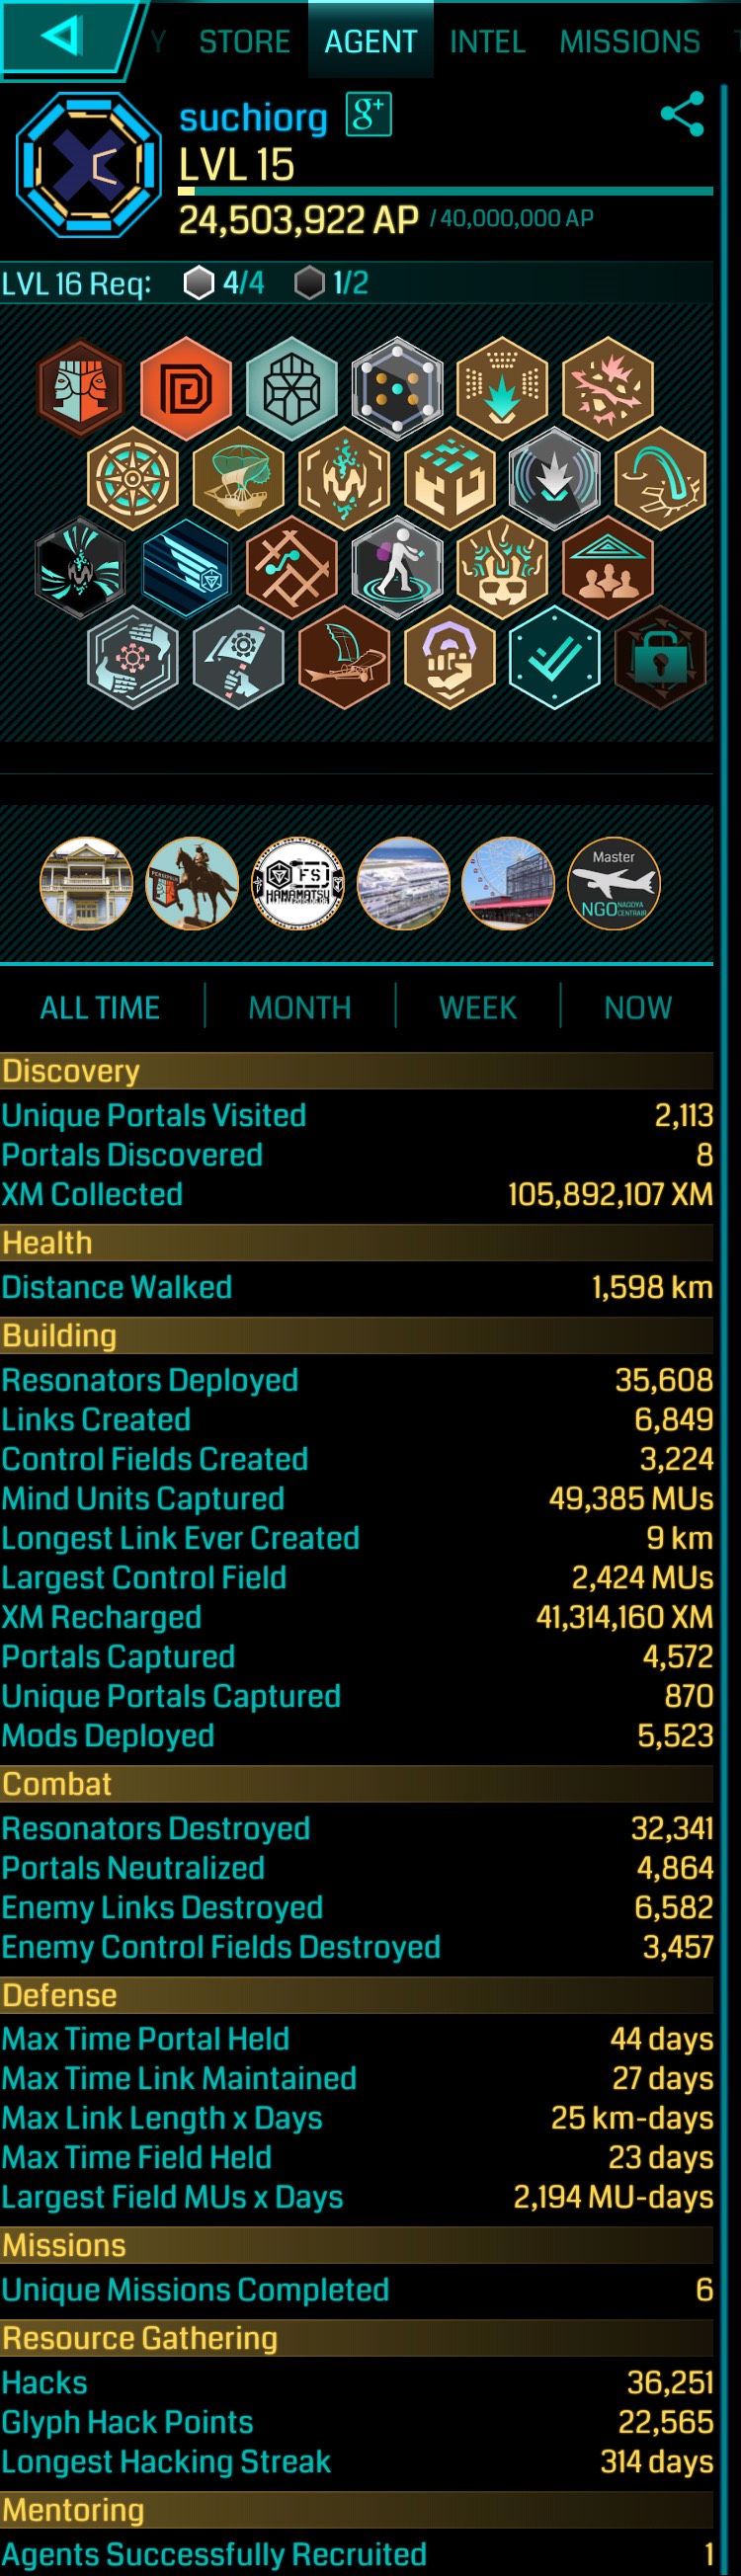 STORE AGENT INTEL MISSIONS
suchiorg g+
LVL 15
24,503,922 AP / 40,000,000 AP
LVL 16 Req: 4/4 1/2
FS
HAMAMATSU
Master
NGO NAGOYA CENTRAIR
ALL TIME MONTH WEEK NOW
Discovery
Unique Portals Visited 2,113
Portals Discovered 8
XM Collected 105,892,107 XM
Health
Distance Walked 1,598 km
Building
Resonators Deployed 35,608
Links Created 6,849
Control Fields Created 3,224
Mind Units Captured 49,385 MUs
Longest Link Ever Created 9 km
Largest Control Field 2,424 MUs
XM Recharged 41,314,160 XM
Portals Captured 4,572
Unique Portals Captured 870
Mods Deployed 5,523
Combat
Resonators Destroyed 32,341
Portals Neutralized 4,864
Enemy Links Destroyed 6,582
Enemy Control Fields Destroyed 3,457
Defense
Max Time Portal Held 44 days
Max Time Link Maintained 27 days
Max Link Length x Days 25 km-days
Max Time Field Held 23 days
Largest Field MUs x Days 2,194 MU-days
Missions
Unique Missions Completed 6
Resource Gathering
Hacks 36,251
Glyph Hack Points 22,565
Longest Hacking Streak 314 days
Mentoring
Agents Successfully Recruited 1